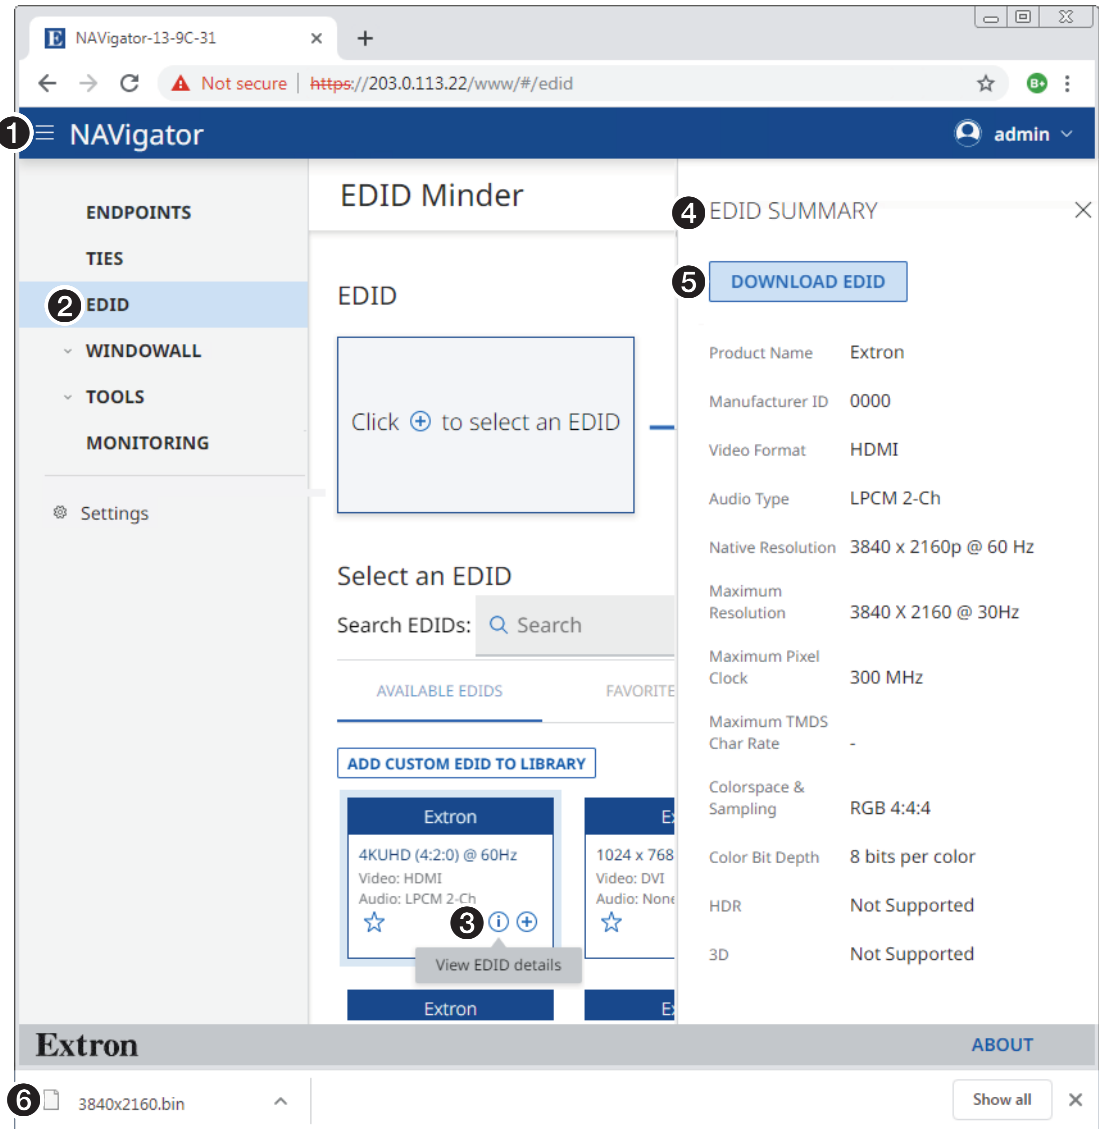 NAVigator-13-9C-31
Not secure | https://203.0.113.22/www/#/edid
B+
1
NAVigator
admin
ENDPOINTS
TIES
2
EDID
WINDOWALL
TOOLS
MONITORING
Settings
EDID Minder
EDID
Click + to select an EDID
Select an EDID
Search EDIDs: Search
AVAILABLE EDIDS
FAVORITE
ADD CUSTOM EDID TO LIBRARY
Extron
4KUHD (4:2:0) @ 60Hz
Video: HDMI
Audio: LPCM 2-Ch
3
View EDID details
Extron
1024 x 768
Video: DVI
Audio: None
4
EDID SUMMARY
5
DOWNLOAD EDID
Product Name Extron
Manufacturer ID 0000
Video Format HDMI
Audio Type LPCM 2-Ch
Native Resolution 3840 x 2160p @ 60 Hz
Maximum
Resolution 3840 X 2160 @ 30Hz
Maximum Pixel
Clock 300 MHz
Maximum TMDS
Char Rate -
Colorspace &
Sampling RGB 4:4:4
Color Bit Depth 8 bits per color
HDR Not Supported
3D Not Supported
Extron
ABOUT
6
3840x2160.bin
Show all